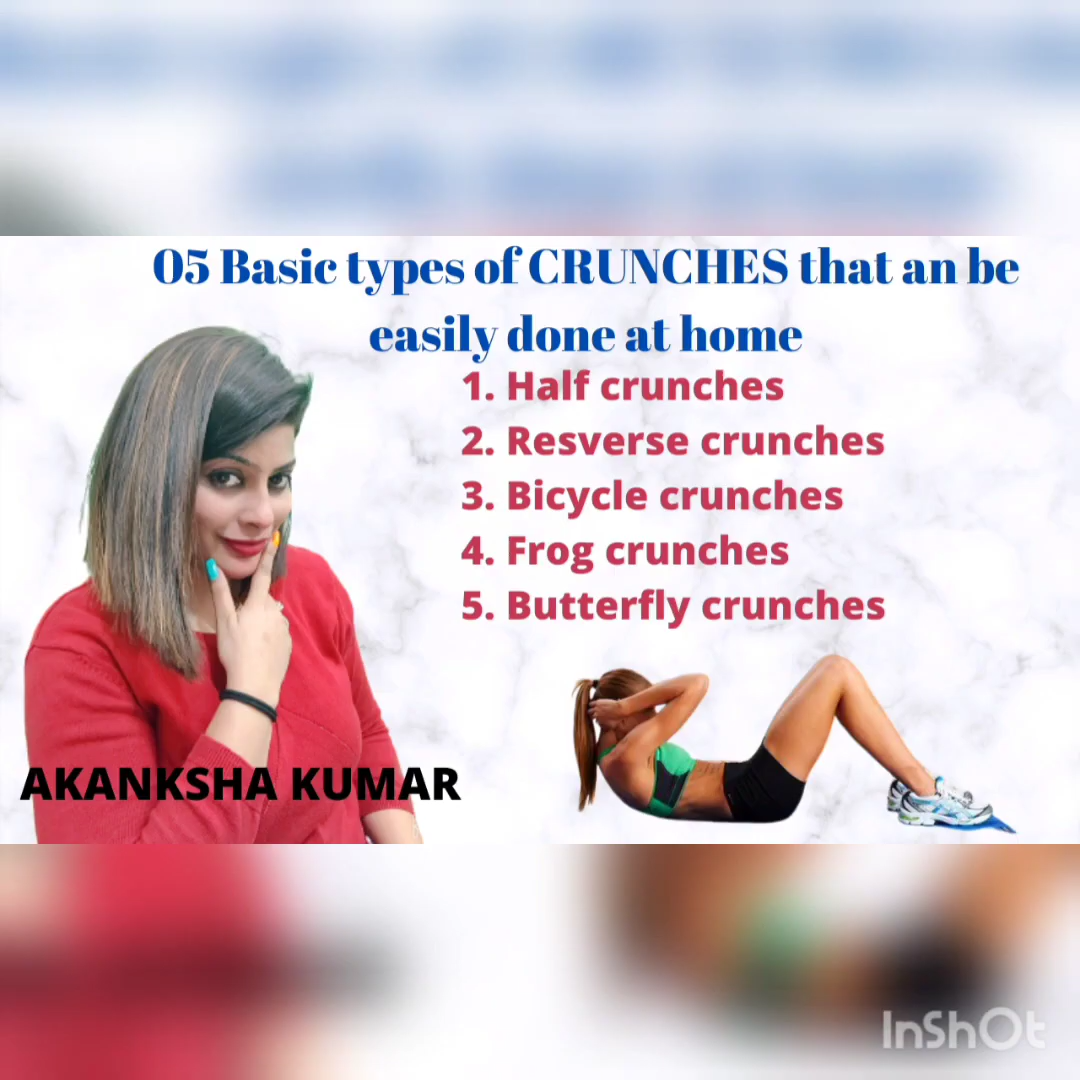 05 Basic types of CRUNCHES that an be
easily done at home
1. Half crunches
2. Resverse crunches
3. Bicycle crunches
4. Frog crunches
5. Butterfly crunches
AKANKSHA KUMAR
InShOt